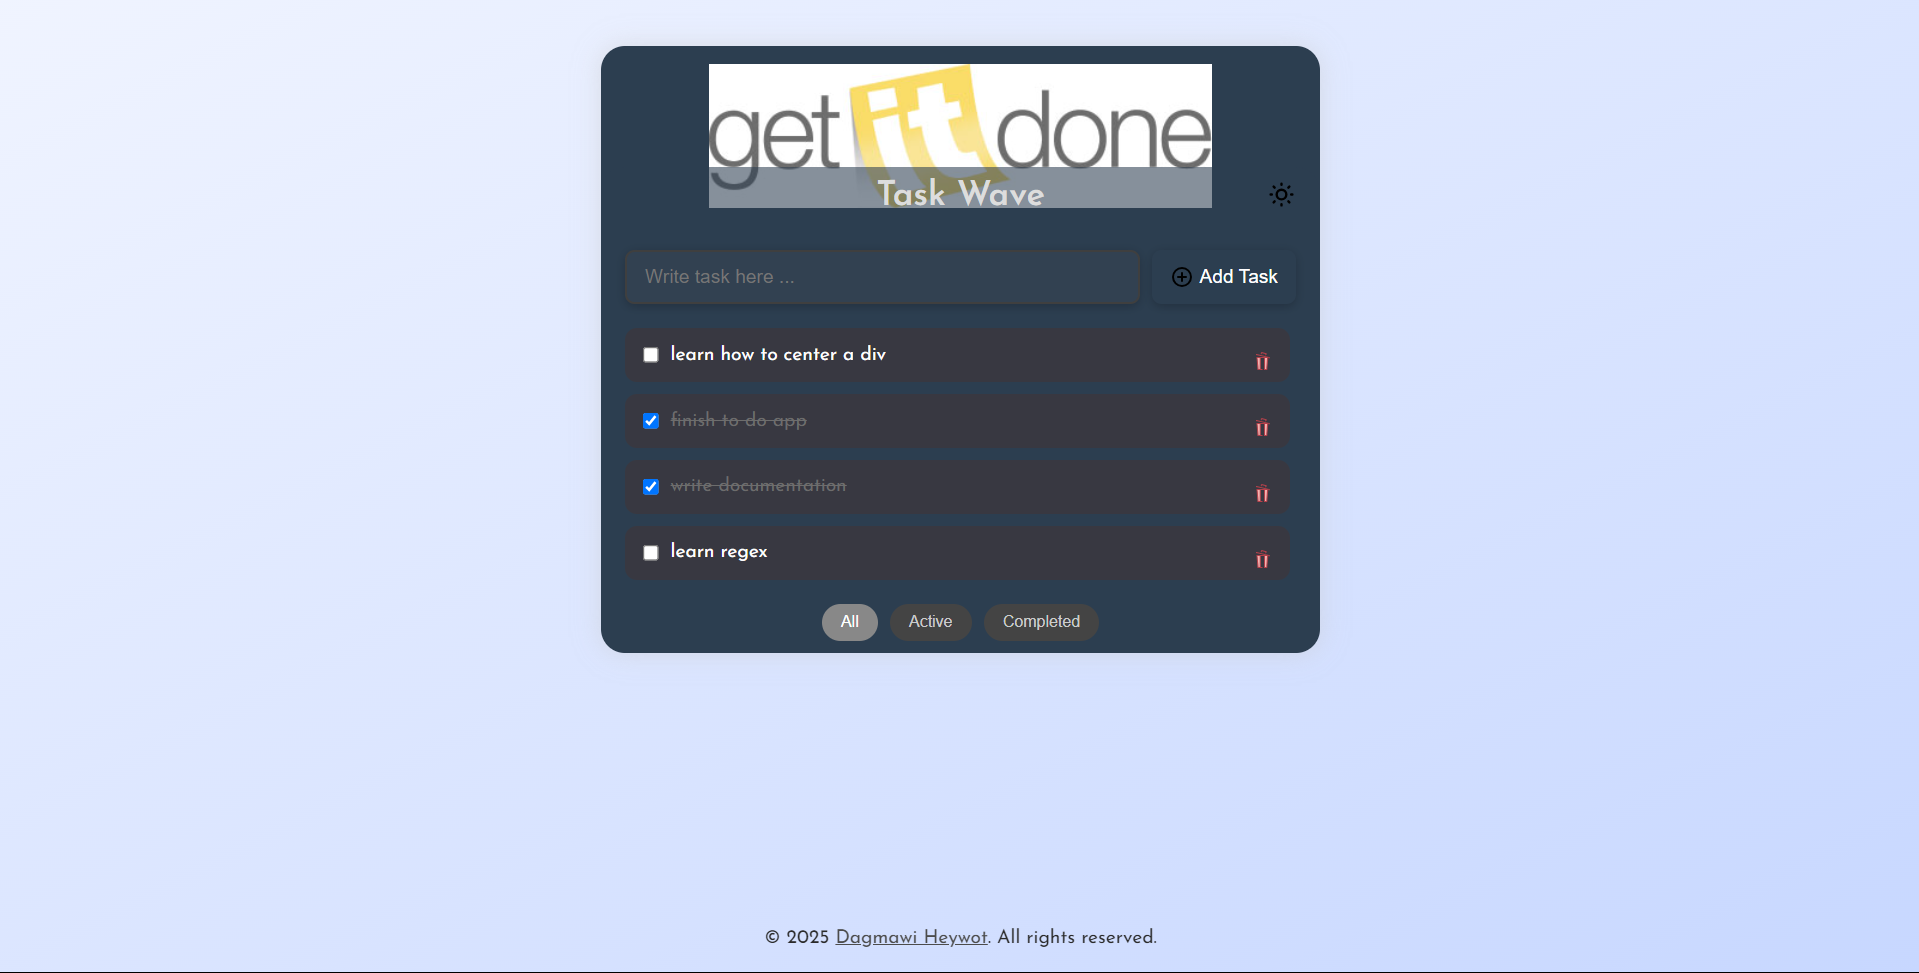 get it done
Task Wave
Write task here ...
Add Task
learn how to center a div
finish to do app
write documentation
learn regex
All
Active
Completed
© 2025 Dagmawi Heywot. All rights reserved.